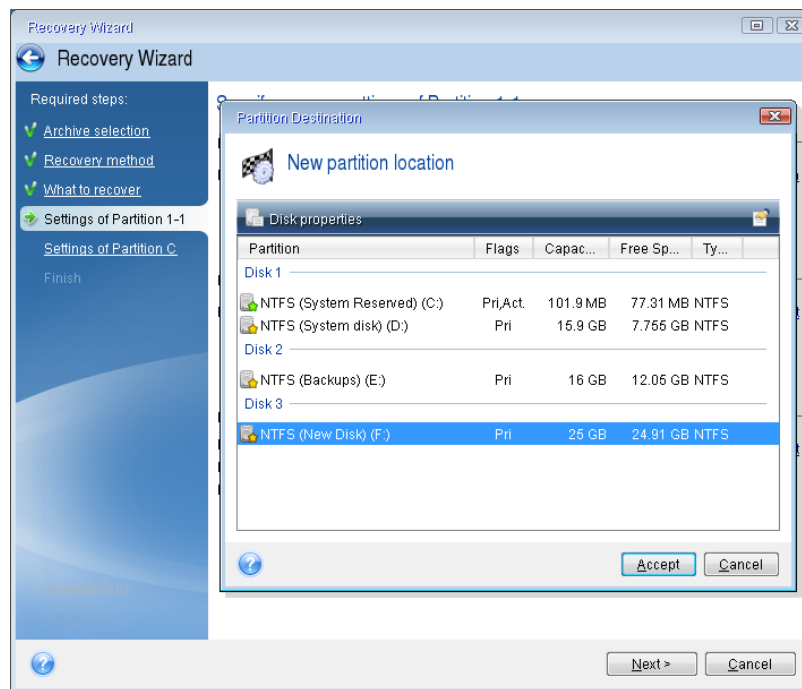 Recovery Wizard
Recovery Wizard
Required steps:
Archive selection
Recovery method
What to recover
Settings of Partition 1-1
Settings of Partition C
Finish
Partition Destination
New partition location
Disk properties
Partition Flags Capac... Free Sp... Ty...
Disk 1
NTFS (System Reserved) (C:) Pri,Act. 101.9 MB 77.31 MB NTFS
NTFS (System disk) (D:) Pri 15.9 GB 7.755 GB NTFS
Disk 2
NTFS (Backups) (E:) Pri 16 GB 12.05 GB NTFS
Disk 3
NTFS (New Disk) (F:) Pri 25 GB 24.91 GB NTFS
Accept Cancel
Next > Cancel